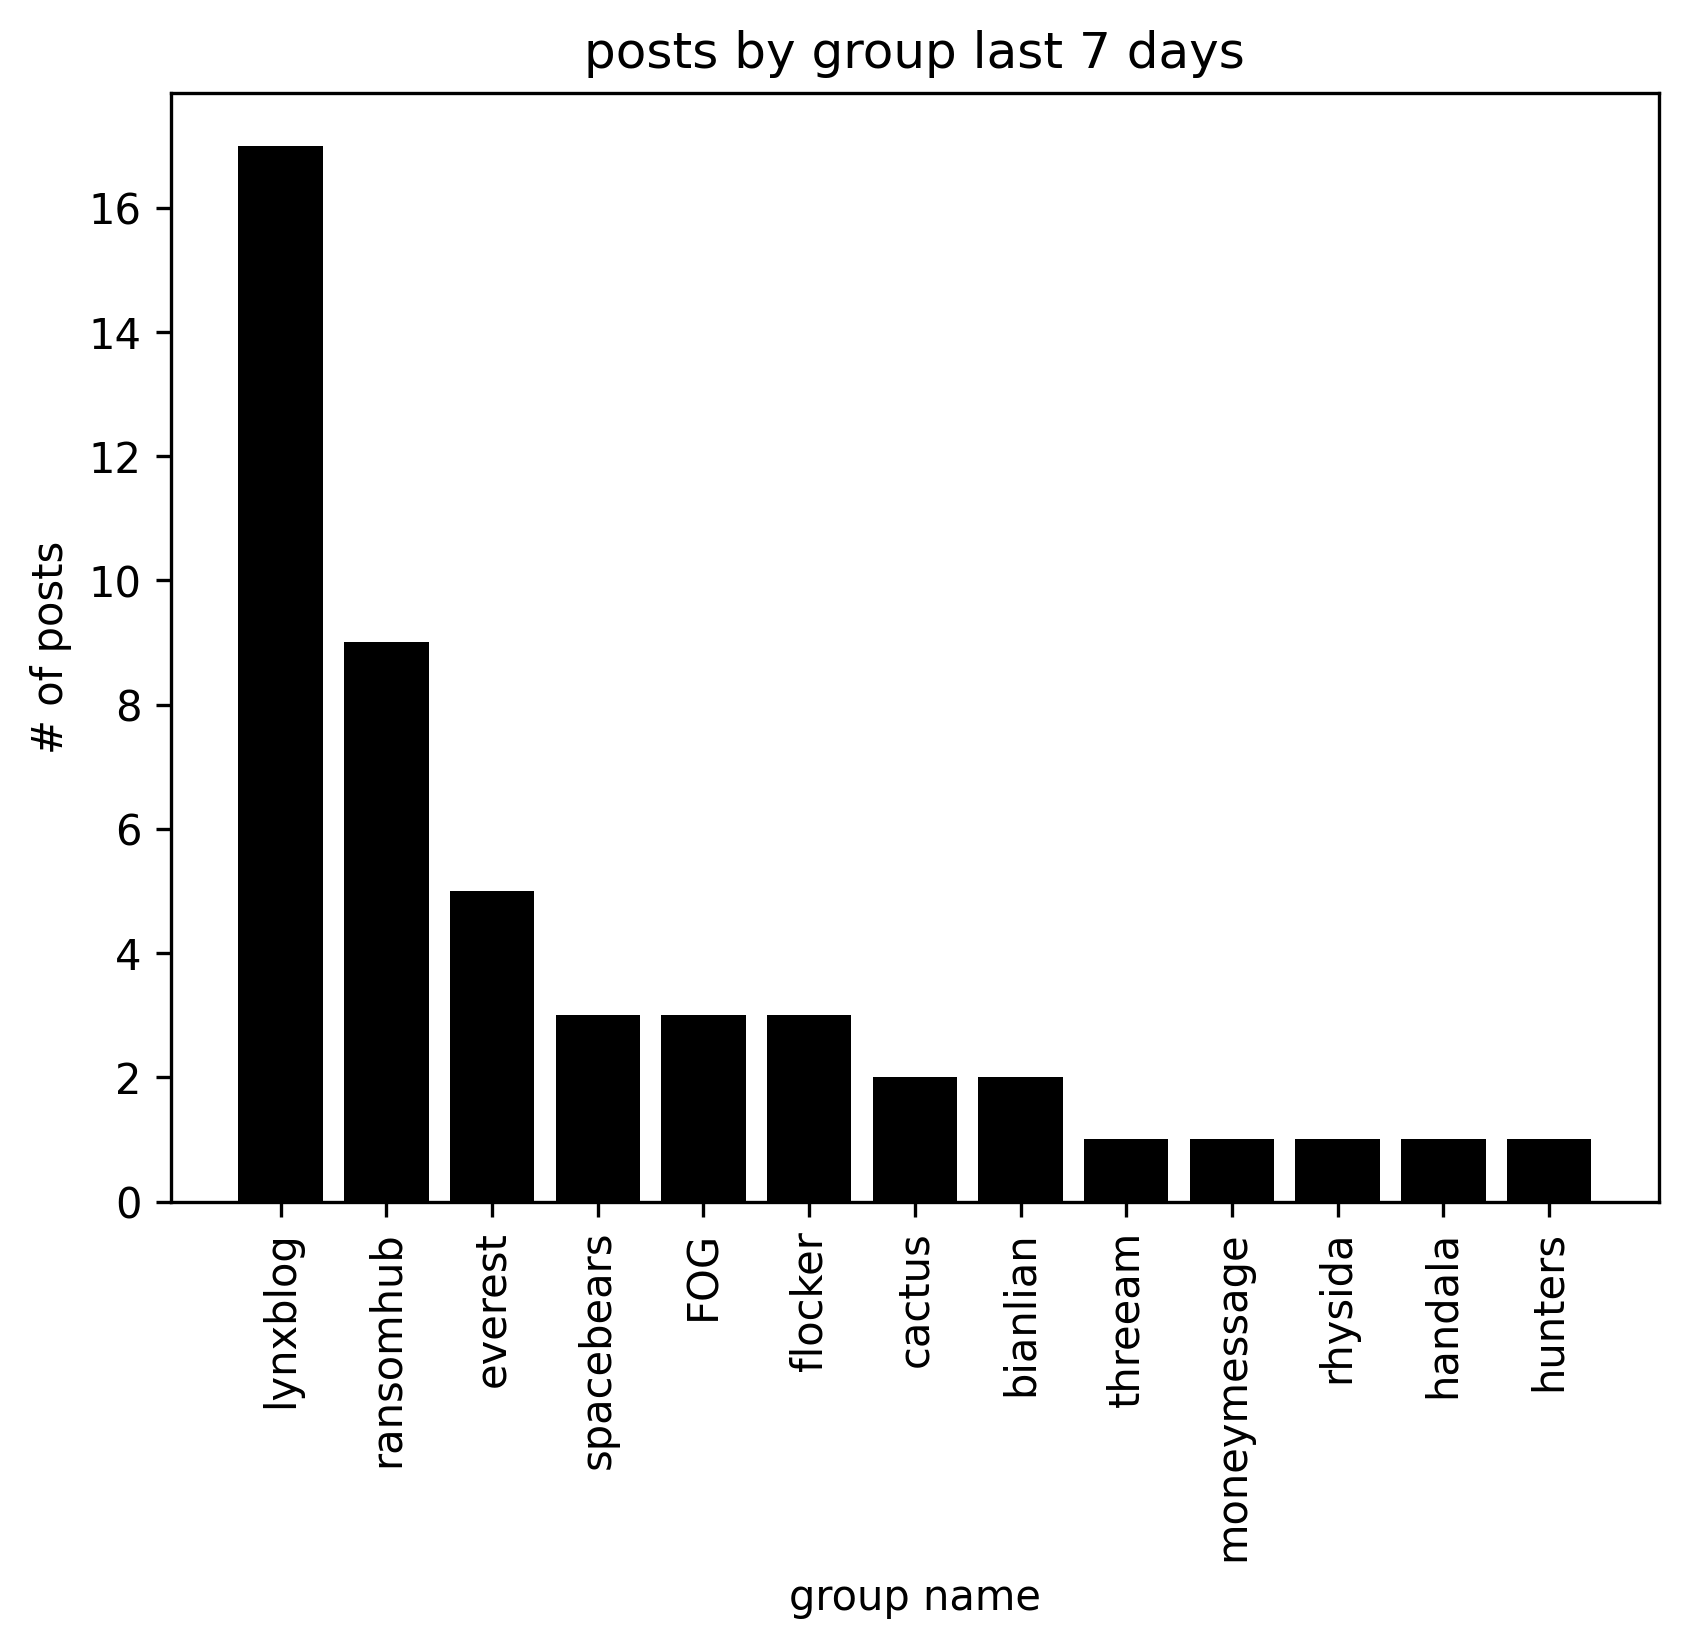 posts by group last 7 days
# of posts
16
14
12
10
8
6
4
2
0
lynxblog
ransomhub
everest
spacebears
FOG
flocker
cactus
bianlian
threeam
moneymessage
rhysida
handala
hunters
group name